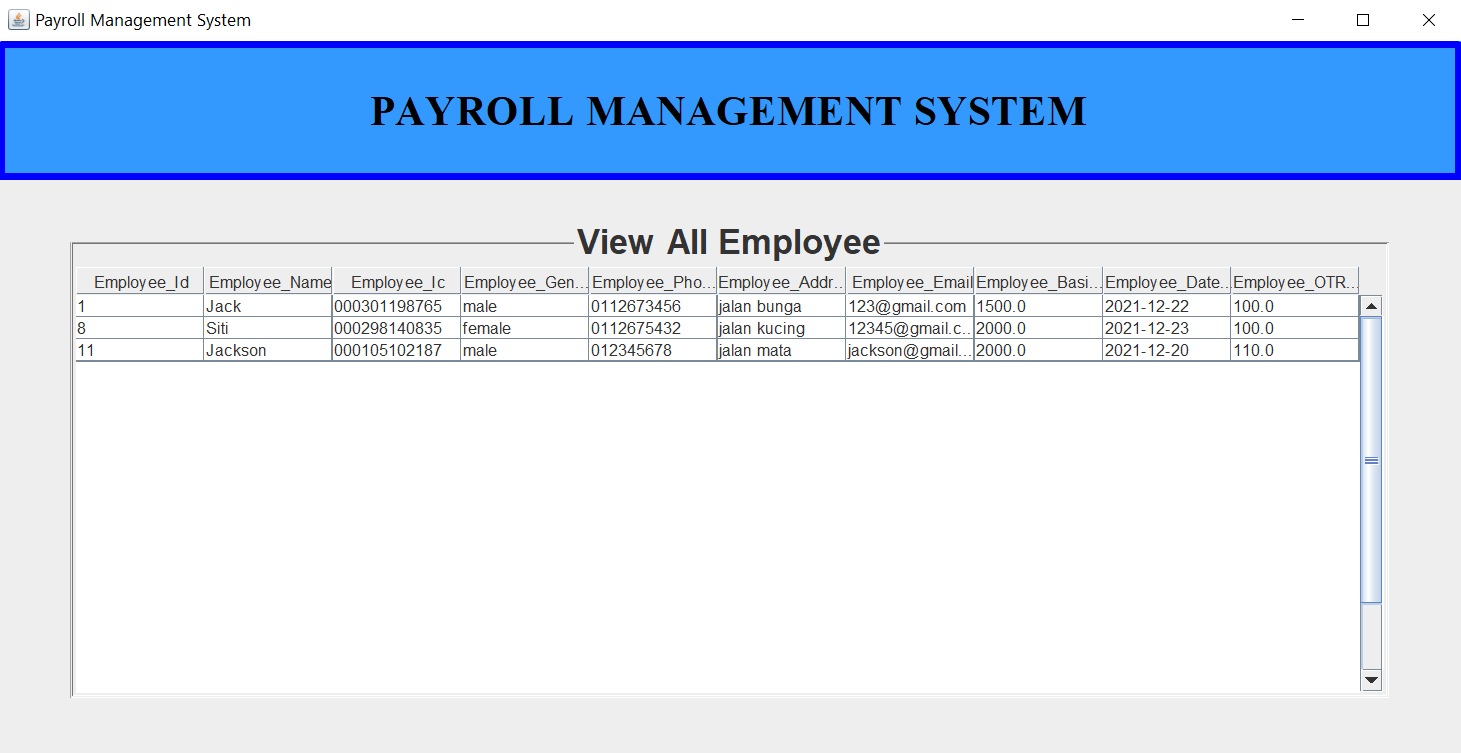 Payroll Management System
PAYROLL MANAGEMENT SYSTEM
View All Employee
Employee_Id Employee_Name Employee_Ic Employee_Gen... Employee_Pho... Employee_Addr... Employee_Email Employee_Basi... Employee_Date... Employee_OTR...
1 Jack 000301198765 male 0112673456 jalan bunga 123@gmail.com 1500.0 2021-12-22 100.0
8 Siti 000298140835 female 0112675432 jalan kucing 12345@gmail.c... 2000.0 2021-12-23 100.0
11 Jackson 000105102187 male 012345678 jalan mata jackson@gmail... 2000.0 2021-12-20 110.0